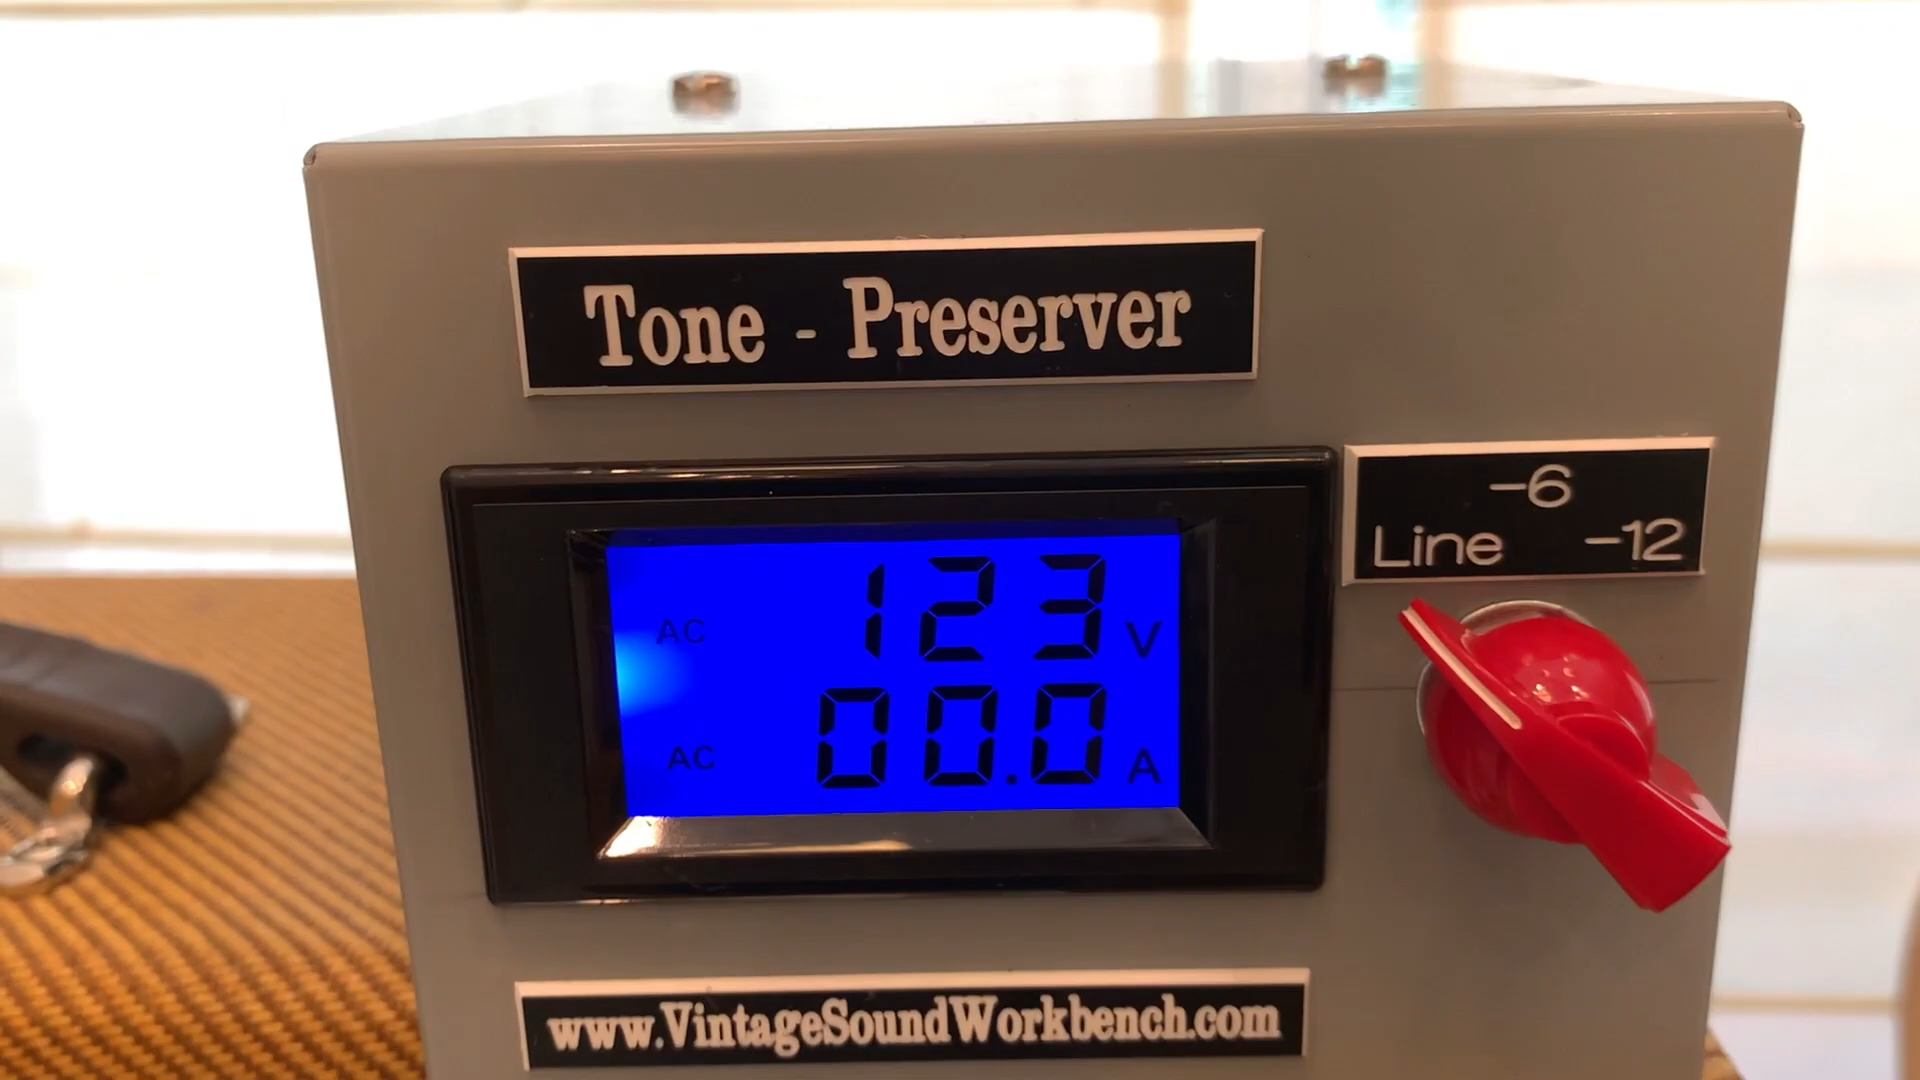 Tone - Preserver
-6
Line -12
AC 123 V
AC 00.0 A
www.VintageSoundWorkbench.com